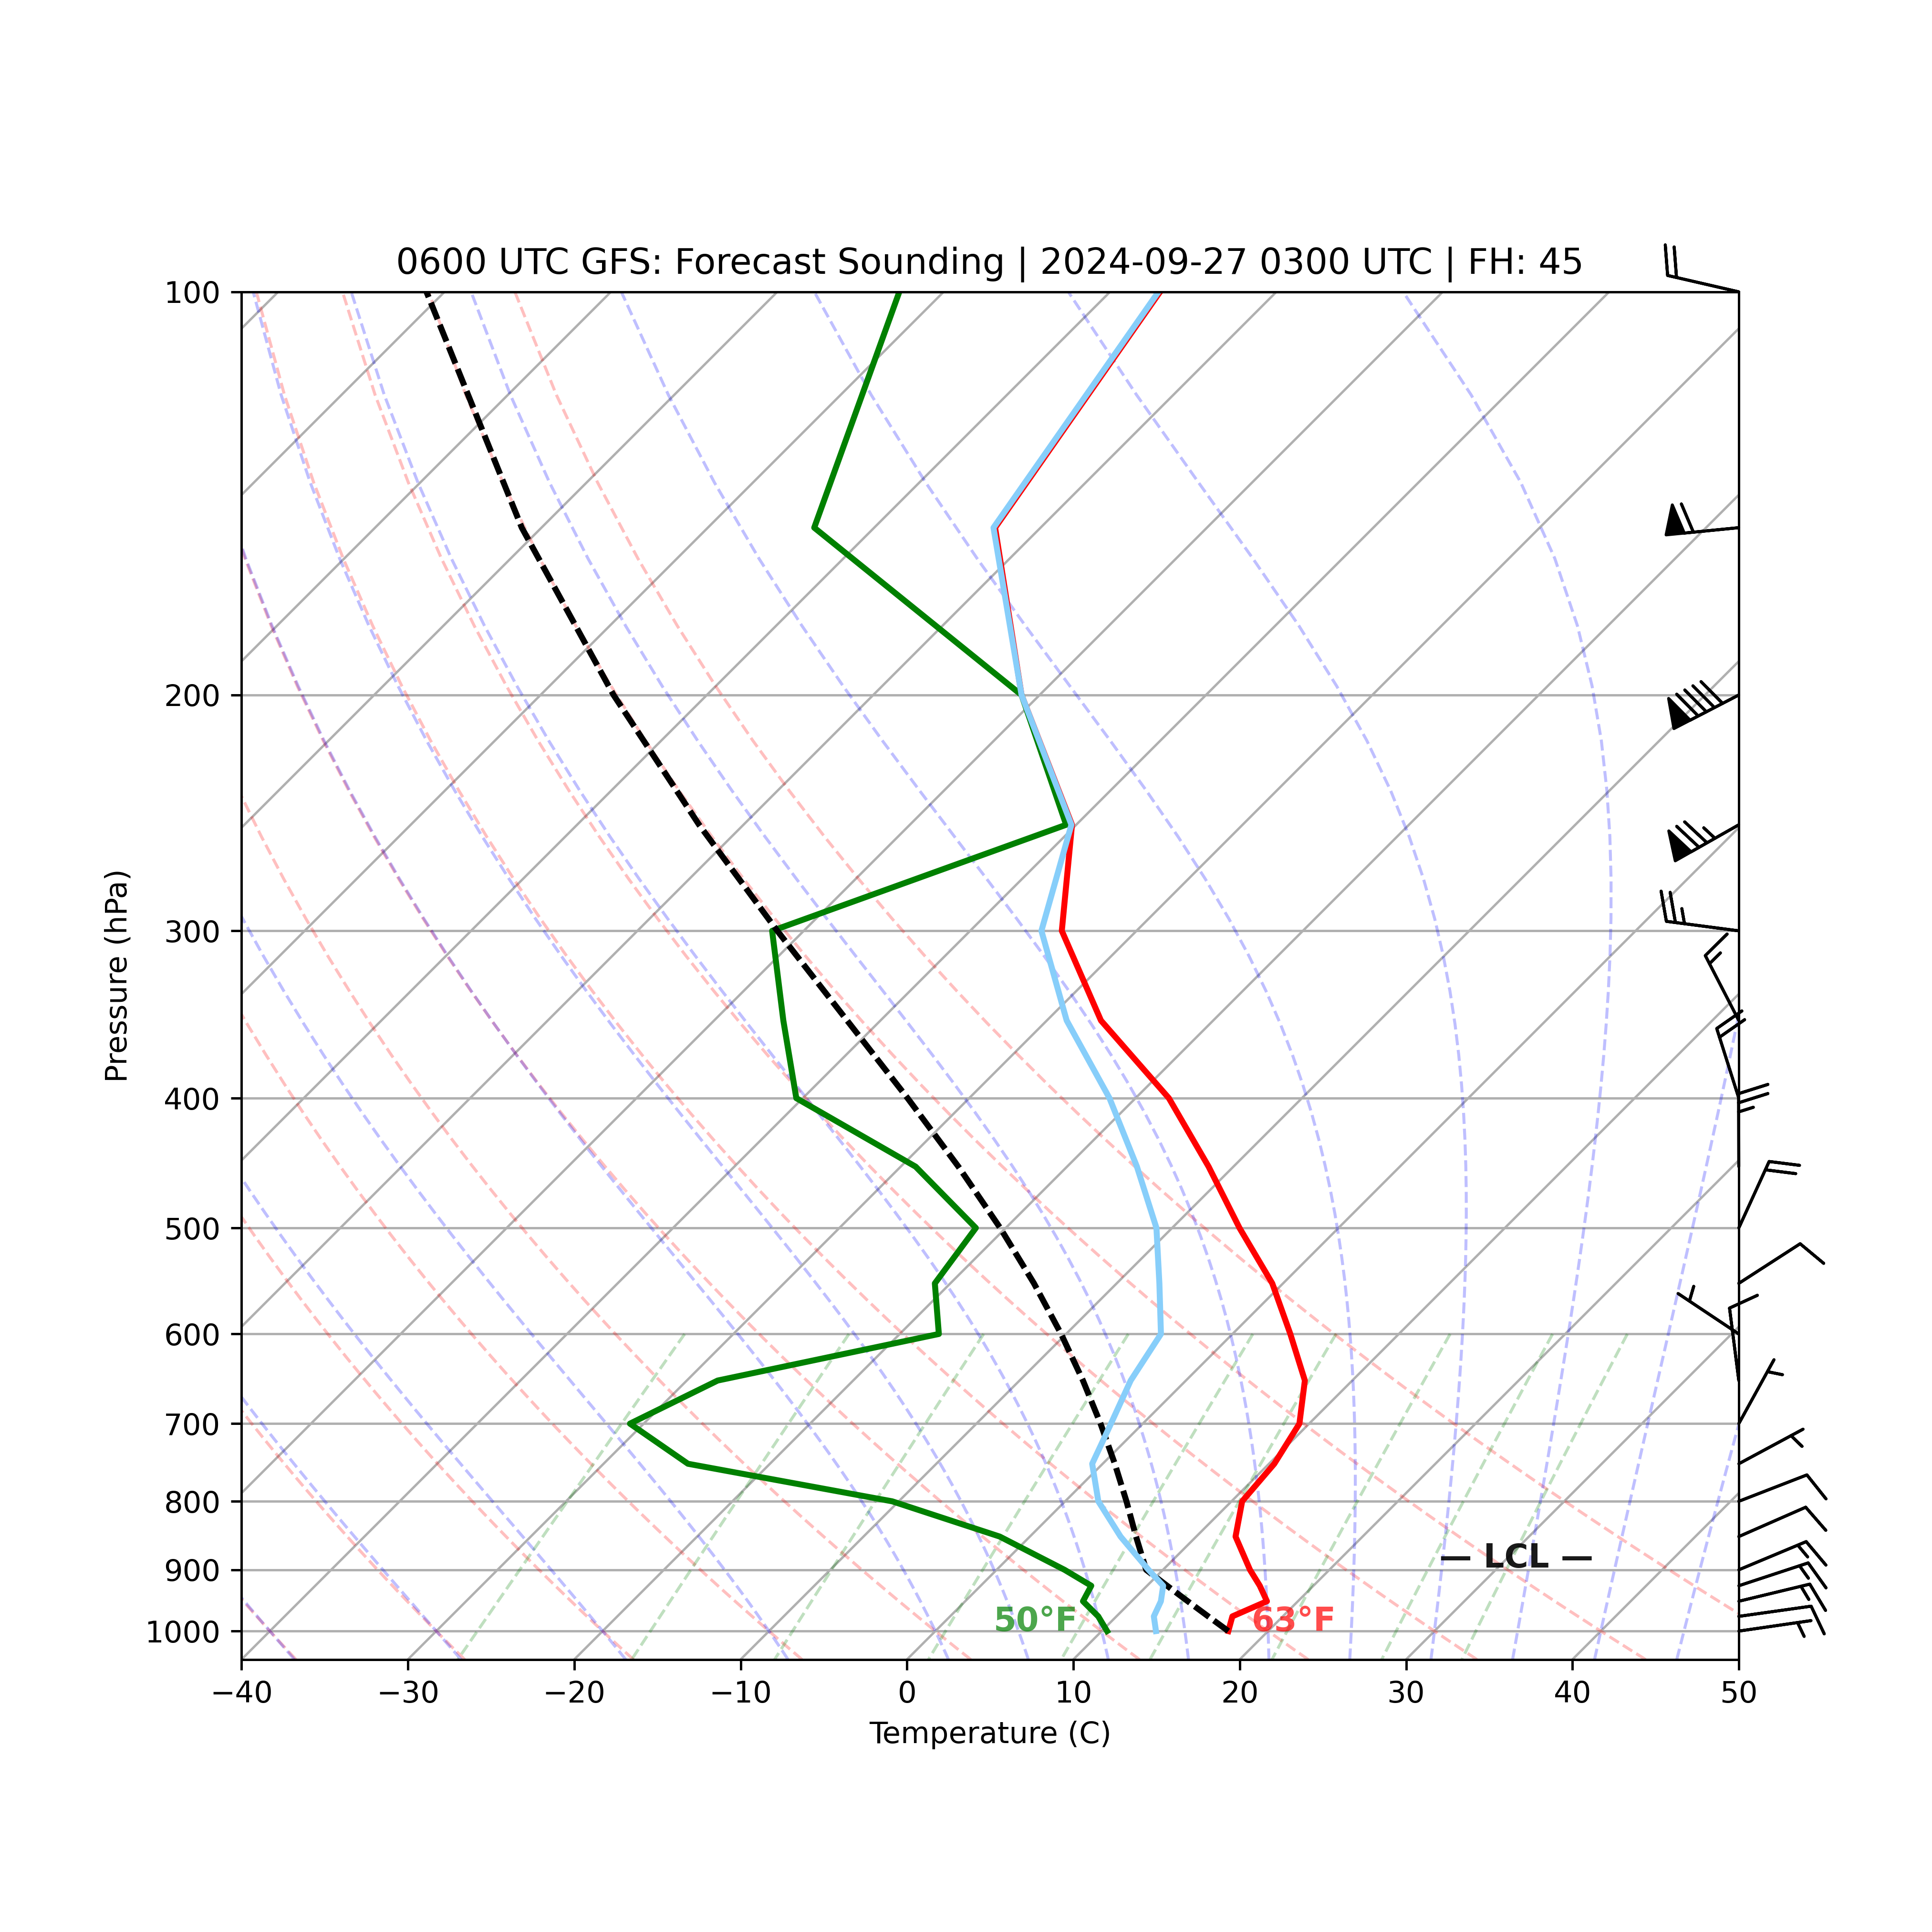 0600 UTC GFS: Forecast Sounding | 2024-09-27 0300 UTC | FH: 45
100
200
300
400
500
600
700
800
900
1000
Pressure (hPa)
— LCL —
50°F
63°F
−40 −30 −20 −10 0 10 20 30 40 50
Temperature (C)